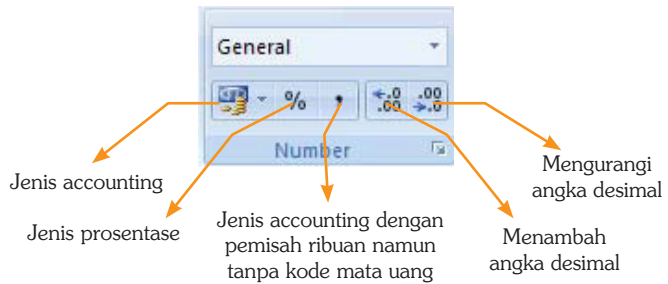 General
%
,
←.0
.00
.00
→.0
Number
Jenis accounting
Jenis prosentase
Jenis accounting dengan
pemisah ribuan namun
tanpa kode mata uang
Menambah
angka desimal
Mengurangi
angka desimal